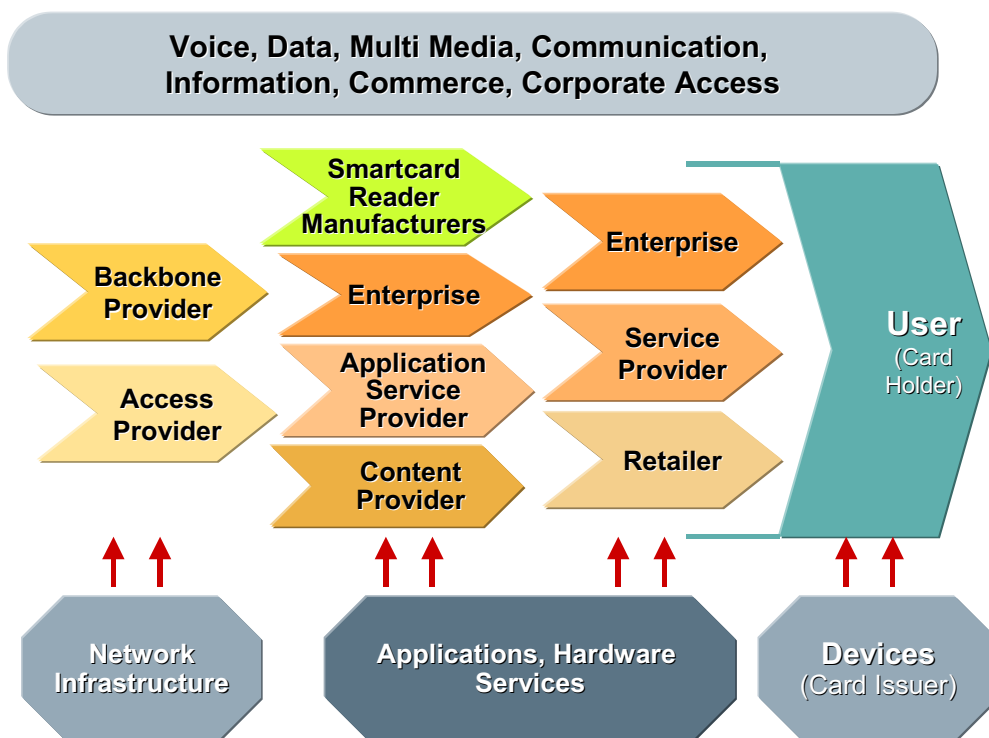 Voice, Data, Multi Media, Communication,
Information, Commerce, Corporate Access
Smartcard
Reader
Manufacturers
Backbone
Provider
Access
Provider
Enterprise
Application
Service
Provider
Content
Provider
Enterprise
Service
Provider
Retailer
User
(Card
Holder)
Network
Infrastructure
Applications, Hardware
Services
Devices
(Card Issuer)